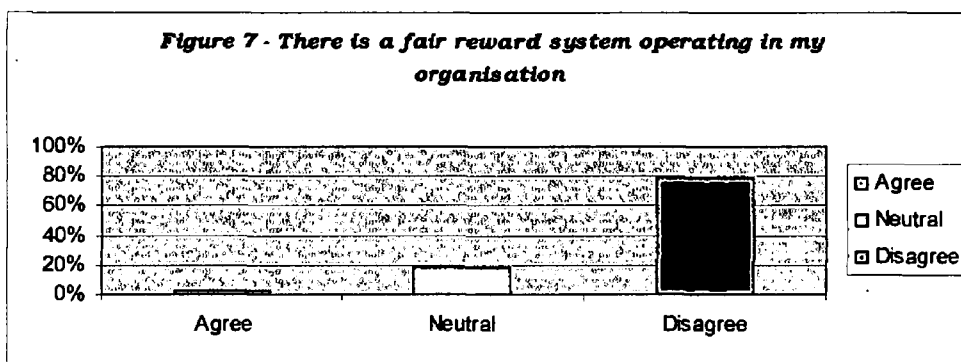 Figure 7 - There is a fair reward system operating in my
organisation
100%
80%
60%
40%
20%
0%
Agree
Neutral
Disagree
Agree
Neutral
Disagree